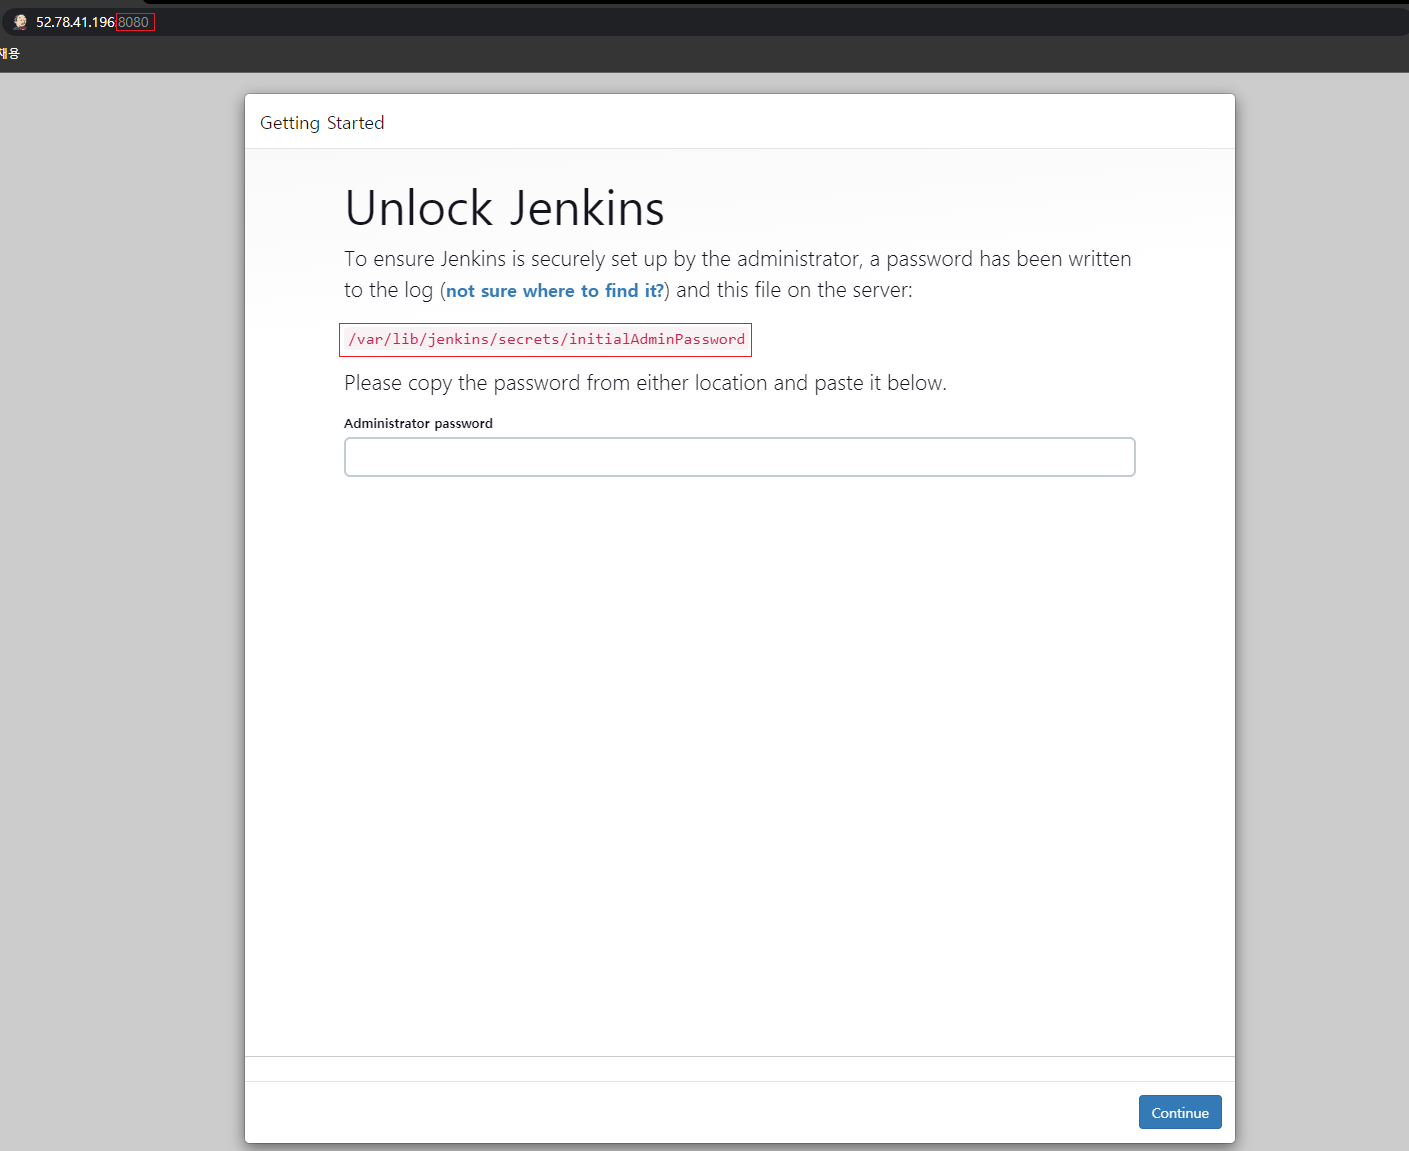 52.78.41.196:8080
채용
Getting Started
Unlock Jenkins
To ensure Jenkins is securely set up by the administrator, a password has been written
to the log (not sure where to find it?) and this file on the server:
/var/lib/jenkins/secrets/initialAdminPassword
Please copy the password from either location and paste it below.
Administrator password
Continue